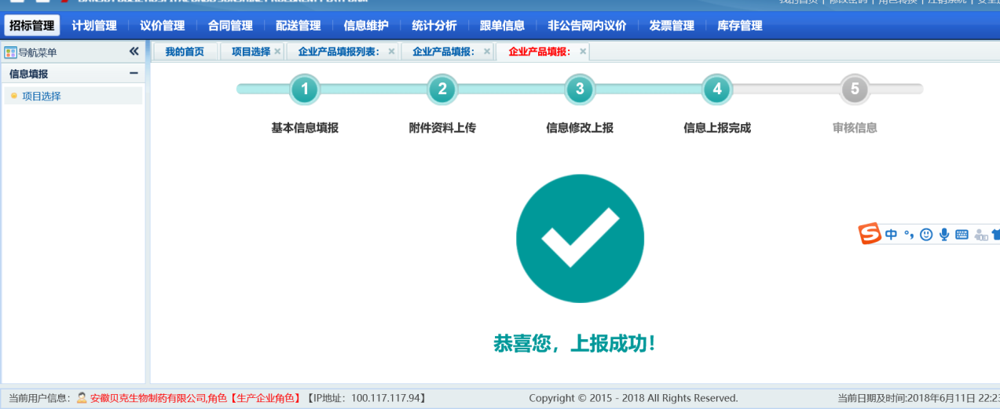 招标管理 计划管理 议价管理 合同管理 配送管理 信息维护 统计分析 跟单信息 非公告网内议价 发票管理 库存管理
导航菜单 « 我的首页 项目选择 × 企业产品填报列表： × 企业产品填报： × 企业产品填报： ×
信息填报 −
项目选择
1 2 3 4 5
基本信息填报 附件资料上传 信息修改上报 信息上报完成 审核信息
中
恭喜您，上报成功！
当前用户信息： 安徽贝克生物制药有限公司,角色【生产企业角色】【IP地址：100.117.117.94】 Copyright © 2015 - 2018 All Rights Reserved. 当前日期及时间:2018年6月11日 22:23